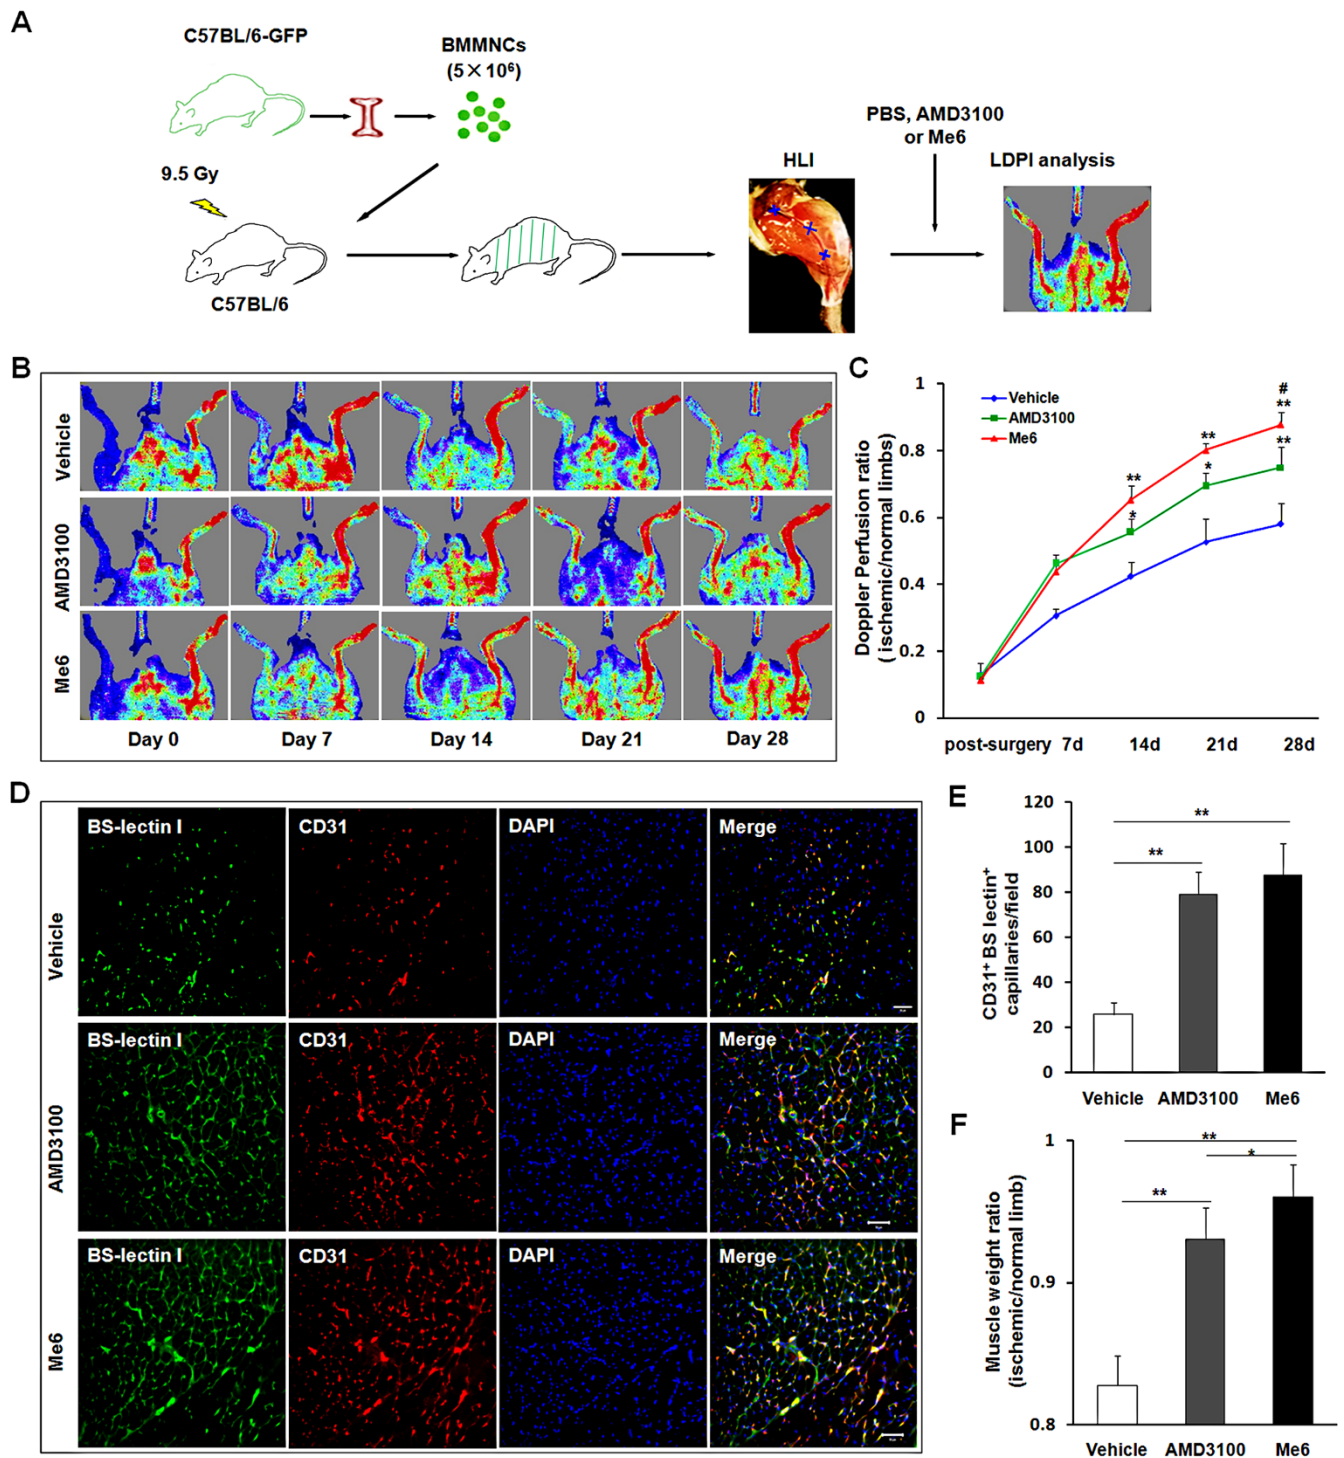 A
C57BL/6-GFP
BMMNCs
(5×10⁶)
9.5 Gy
C57BL/6
HLI
PBS, AMD3100
or Me6
LDPI analysis
B
Vehicle
AMD3100
Me6
Day 0
Day 7
Day 14
Day 21
Day 28
C
Doppler Perfusion ratio
( ischemic/normal limbs)
1
0.8
0.6
0.4
0.2
0
Vehicle
AMD3100
Me6
**
*
**
*
#
**
**
post-surgery 7d 14d 21d 28d
D
Vehicle
BS-lectin I
CD31
DAPI
Merge
AMD3100
BS-lectin I
CD31
DAPI
Merge
Me6
BS-lectin I
CD31
DAPI
Merge
E
CD31⁺ BS lectin⁺
capillaries/field
120
100
80
60
40
20
0
**
**
Vehicle AMD3100 Me6
F
Muscle weight ratio
(ischemic/normal limb)
1
0.9
0.8
**
*
**
Vehicle AMD3100 Me6